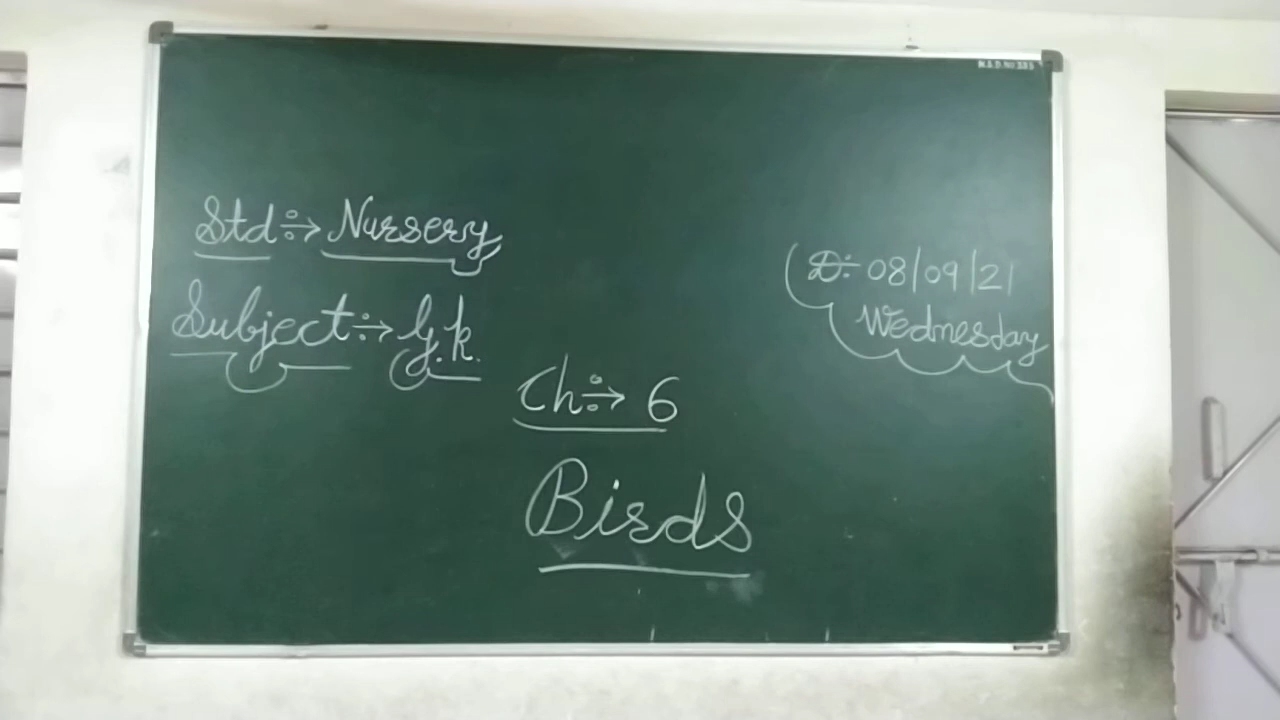 Std÷→ Nursery
Subject÷→ G.k.
D:- 08/09/21
Wednesday
Ch÷→ 6
Birds